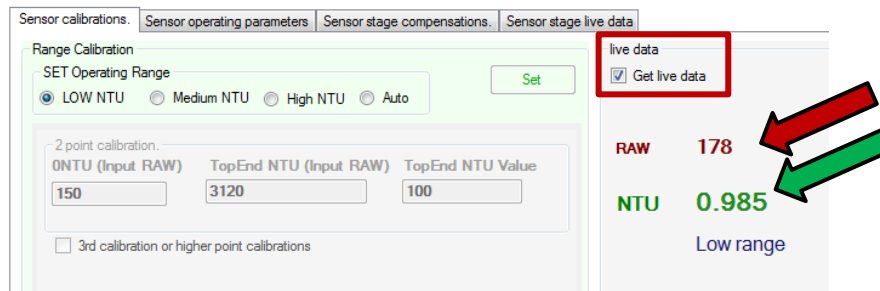 Sensor calibrations. Sensor operating parameters Sensor stage compensations. Sensor stage live data
Range Calibration
SET Operating Range
LOW NTU Medium NTU High NTU Auto
Set
2 point calibration.
0NTU (Input RAW) TopEnd NTU (Input RAW) TopEnd NTU Value
150 3120 100
3rd calibration or higher point calibrations
live data
Get live data
RAW 178
NTU 0.985
Low range